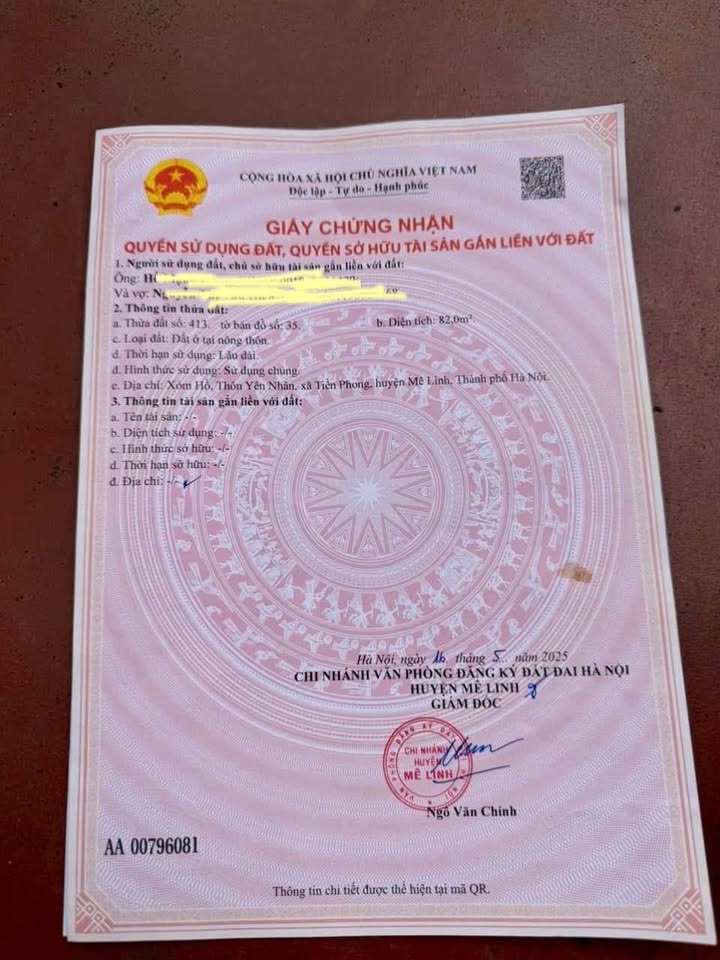 CỘNG HÒA XÃ HỘI CHỦ NGHĨA VIỆT NAM
Độc lập - Tự do - Hạnh phúc
GIẤY CHỨNG NHẬN
QUYỀN SỬ DỤNG ĐẤT, QUYỀN SỞ HỮU TÀI SẢN GẮN LIỀN VỚI ĐẤT
1. Người sử dụng đất, chủ sở hữu tài sản gắn liền với đất:
Ông:
Và vợ:
2. Thông tin thửa đất:
a. Thửa đất số: 413. tờ bản đồ số: 35. b. Diện tích: 82,0m².
c. Loại đất: Đất ở tại nông thôn.
d. Thời hạn sử dụng: Lâu dài.
đ. Hình thức sử dụng: Sử dụng chung.
e. Địa chỉ: Xóm Hồ, Thôn Yên Nhân, xã Tiền Phong, huyện Mê Linh, Thành phố Hà Nội.
3. Thông tin tài sản gắn liền với đất:
a. Tên tài sản: -/-
b. Diện tích sử dụng: -/-
c. Hình thức sở hữu: -/-
d. Thời hạn sở hữu: -/-
đ. Địa chỉ: -/-
Hà Nội, ngày 16 tháng 5 năm 2025
CHI NHÁNH VĂN PHÒNG ĐĂNG KÝ ĐẤT ĐAI HÀ NỘI
HUYỆN MÊ LINH
GIÁM ĐỐC
CHI NHÁNH
HUYỆN
MÊ LINH
Ngô Văn Chinh
AA 00796081
Thông tin chi tiết được thể hiện tại mã QR.